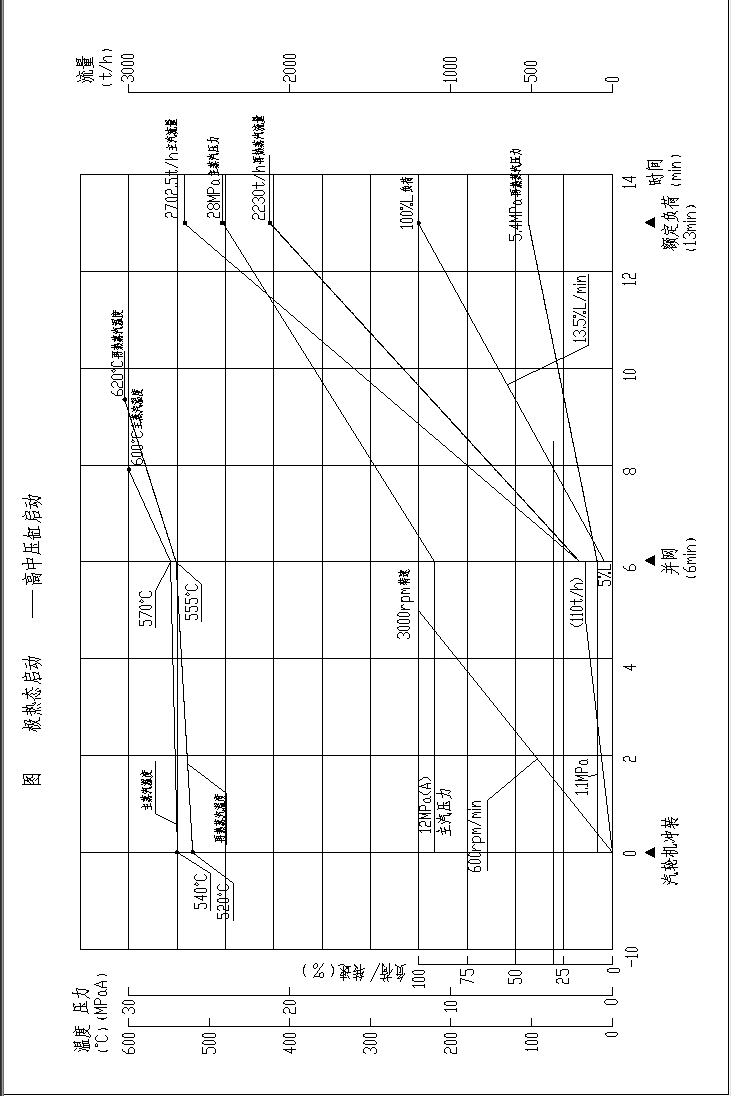 图 极热态启动 ——高中压缸启动
温度 压力
(°C) (MPaA)
600
500
400
300
200
100
0
30
20
10
0
负荷/转速(%)
100
75
50
25
0
流量
(t/h)
3000
2000
1000
500
0
540°C
520°C
主蒸汽温度
再热蒸汽温度
570°C
555°C
600°C主蒸汽温度
620°C再热蒸汽温度
2702.5t/h主汽流量
28MPa主蒸汽压力
2230t/h再热蒸汽流量
100%L负荷
5.4MPa再热蒸汽压力
13.5%L/min
3000rpm转速
12MPa(A)
主汽压力
600rpm/min
1.1MPa
(110t/h)
5%L
-10
0
2
4
6
8
10
12
14
时间
(min)
▲
汽轮机冲装
▲
并网
(6min)
▲
额定负荷
(13min)